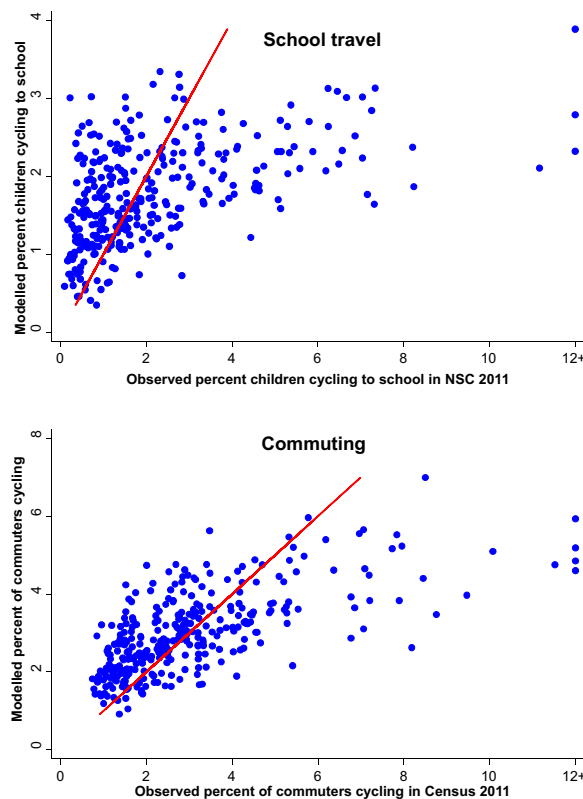 School travel
Modelled percent children cycling to school
4
3
2
1
0
0 2 4 6 8 10 12+
Observed percent children cycling to school in NSC 2011
Commuting
Modelled percent of commuters cycling
8
6
4
2
0
0 2 4 6 8 10 12+
Observed percent of commuters cycling in Census 2011